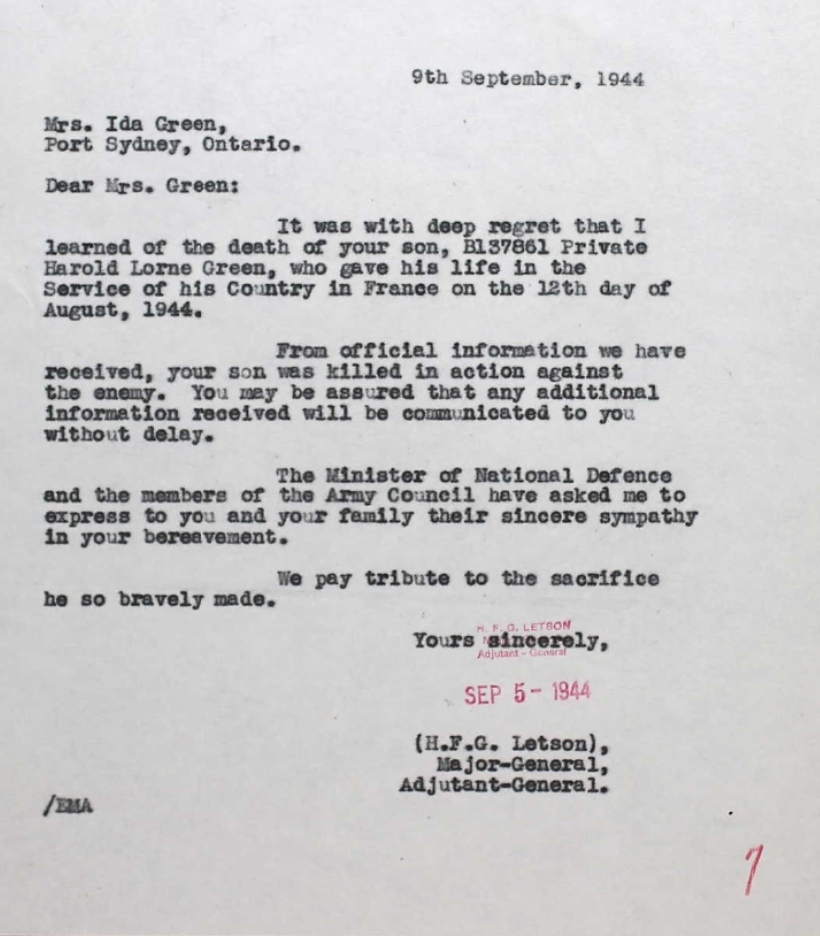 9th September, 1944
Mrs. Ida Green,
Port Sydney, Ontario.
Dear Mrs. Green:
It was with deep regret that I
learned of the death of your son, B137861 Private
Harold Lorne Green, who gave his life in the
Service of his Country in France on the 12th day of
August, 1944.
From official information we have
received, your son was killed in action against
the enemy. You may be assured that any additional
information received will be communicated to you
without delay.
The Minister of National Defence
and the members of the Army Council have asked me to
express to you and your family their sincere sympathy
in your bereavement.
We pay tribute to the sacrifice
he so bravely made.
H. F. G. LETSON
Yours sincerely,
Adjutant - General
SEP 5 - 1944
(H.F.G. Letson),
Major-General,
Adjutant-General.
/EMA